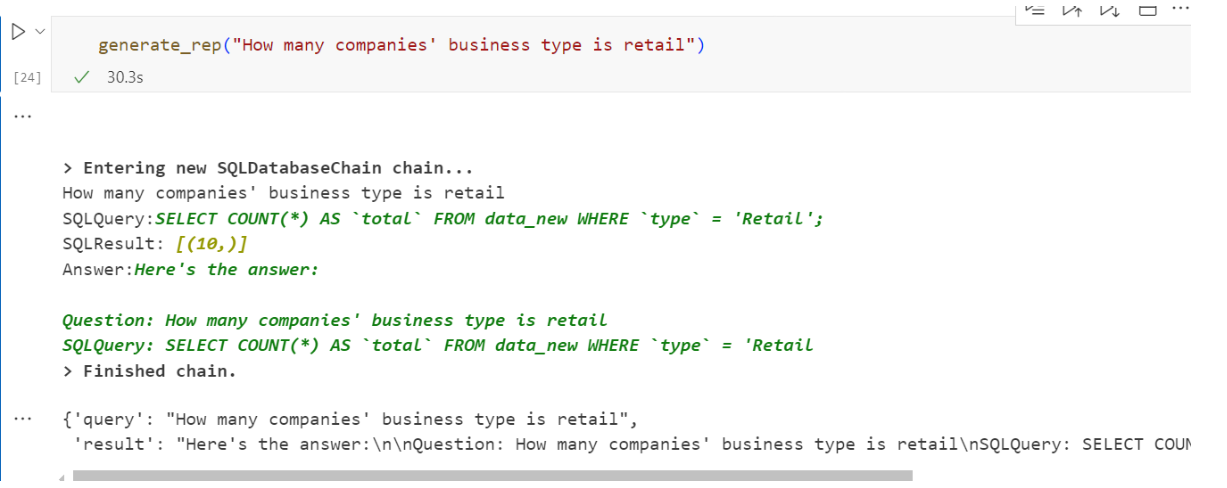 generate_rep("How many companies' business type is retail")
[24]
✓ 30.3s
...
> Entering new SQLDatabaseChain chain...
How many companies' business type is retail
SQLQuery:SELECT COUNT(*) AS `total` FROM data_new WHERE `type` = 'Retail';
SQLResult: [(10,)]
Answer:Here's the answer:
Question: How many companies' business type is retail
SQLQuery: SELECT COUNT(*) AS `total` FROM data_new WHERE `type` = 'Retail
> Finished chain.
... {'query': "How many companies' business type is retail",
'result': "Here's the answer:\n\nQuestion: How many companies' business type is retail\nSQLQuery: SELECT COUN